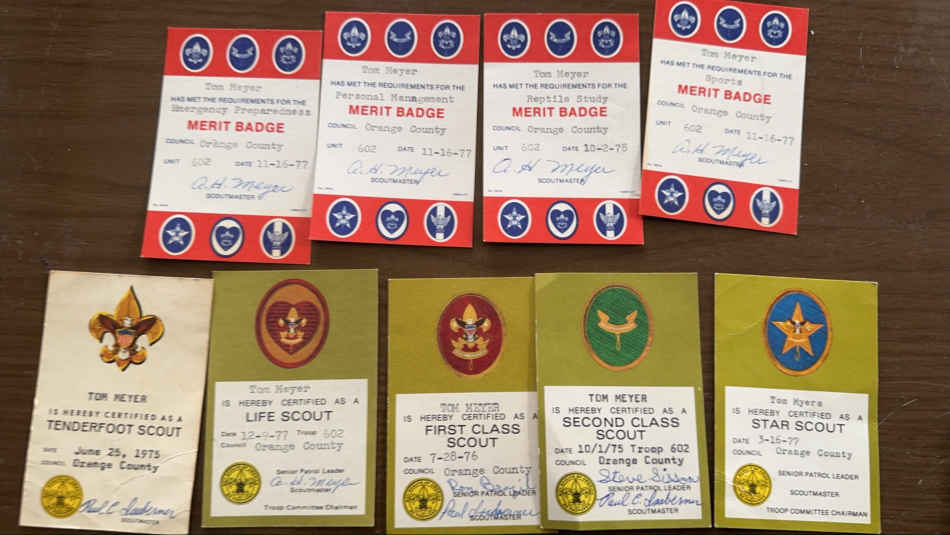 Tom Meyer
HAS MET THE REQUIREMENTS FOR THE
Emergency Preparedness
MERIT BADGE
COUNCIL Orange County
UNIT 602 DATE 11-16-77
A.H. Meyer
SCOUTMASTER
Tom Meyer
HAS MET THE REQUIREMENTS FOR THE
Personal Management
MERIT BADGE
COUNCIL Orange County
UNIT 602 DATE 11-16-77
A.H. Meyer
SCOUTMASTER
Tom Meyer
HAS MET THE REQUIREMENTS FOR THE
Reptile Study
MERIT BADGE
COUNCIL Orange County
UNIT 602 DATE 10-2-78
A.H. Meyer
SCOUTMASTER
Tom Meyer
HAS MET THE REQUIREMENTS FOR THE
Sports
MERIT BADGE
COUNCIL Orange County
UNIT 602 DATE 11-16-77
A.H. Meyer
SCOUTMASTER
TOM MEYER
IS HEREBY CERTIFIED AS A
TENDERFOOT SCOUT
DATE June 25, 1975
COUNCIL Orange County
Paul C.
SCOUTMASTER
Tom Meyer
IS HEREBY CERTIFIED AS A
LIFE SCOUT
Date 12-9-77 Troop 602
Council Orange County
Senior Patrol Leader
A.H. Meyer
Scoutmaster
Troop Committee Chairman
TOM MEYER
IS HEREBY CERTIFIED AS A
FIRST CLASS
SCOUT
DATE 7-28-76
COUNCIL Orange County
Ron
SENIOR PATROL LEADER
Paul
SCOUTMASTER
TOM MEYER
IS HEREBY CERTIFIED AS A
SECOND CLASS
SCOUT
DATE 10/1/75 Troop 602
COUNCIL Orange County
Steve
SENIOR PATROL LEADER
Paul C.
SCOUTMASTER
Tom Myers
IS HEREBY CERTIFIED AS A
STAR SCOUT
DATE 3-16-77
COUNCIL Orange County
SENIOR PATROL LEADER
SCOUTMASTER
TROOP COMMITTEE CHAIRMAN